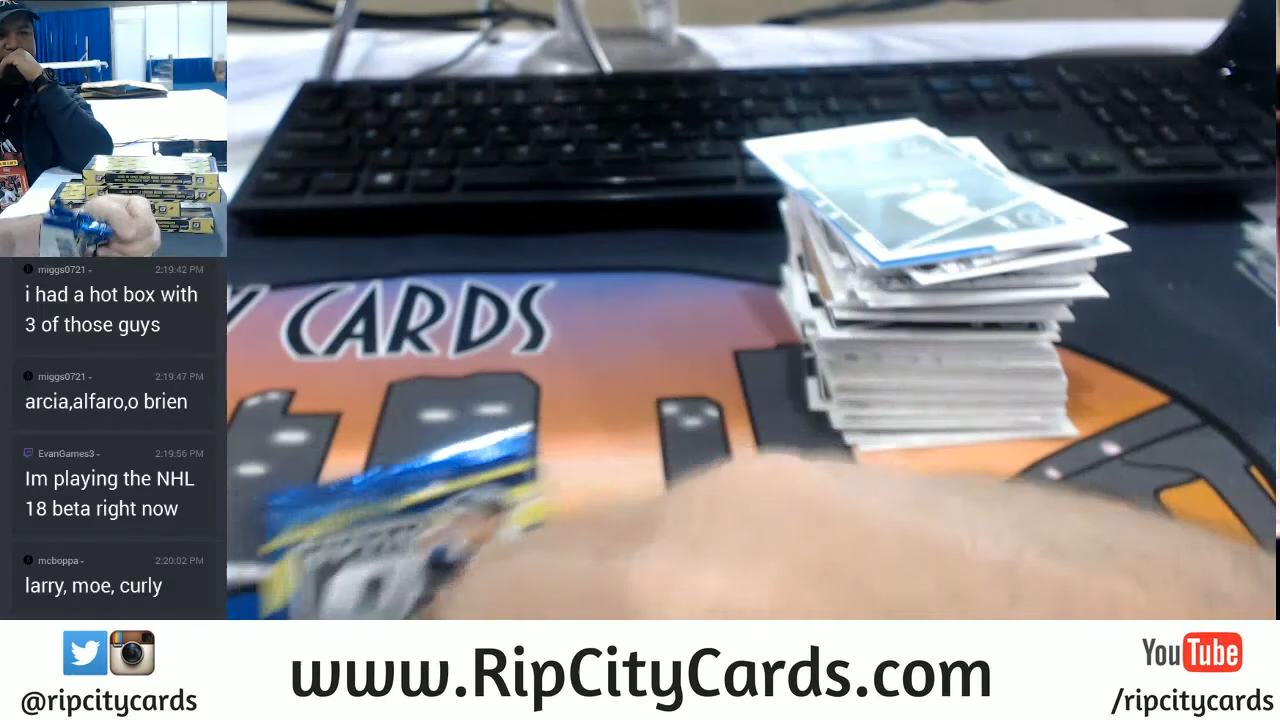 miggs0721 - 2:19:42 PM
i had a hot box with
3 of those guys
miggs0721 - 2:19:47 PM
arcia,alfaro,o brien
EvanGames3 - 2:19:56 PM
Im playing the NHL
18 beta right now
mcboppa - 2:20:02 PM
larry, moe, curly
Y CARDS
@ripcitycards
www.RipCityCards.com
YouTube
/ripcitycards